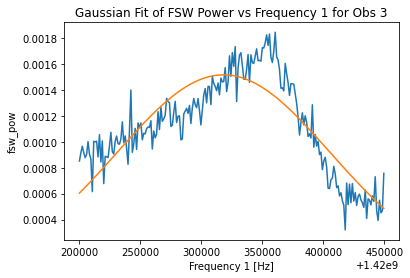 Gaussian Fit of FSW Power vs Frequency 1 for Obs 3
0.0018
0.0016
0.0014
0.0012
0.0010
0.0008
0.0006
0.0004
fsw_pow
200000 250000 300000 350000 400000 450000
Frequency 1 [Hz]
+1.42e9